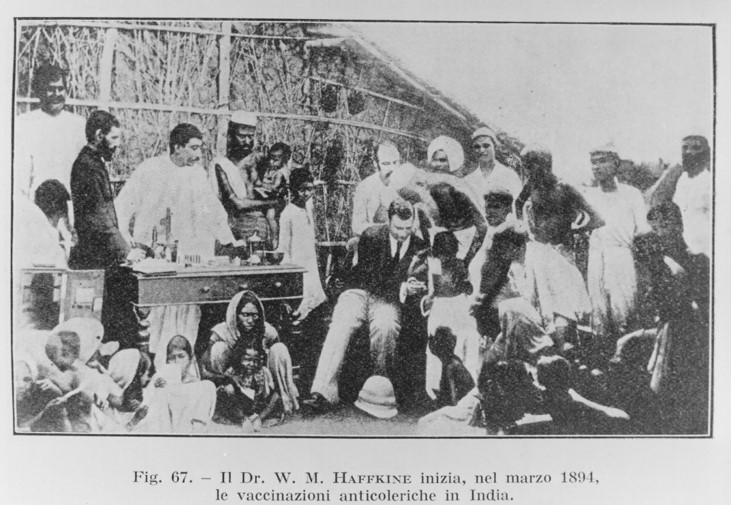 Fig. 67. – Il Dr. W. M. HAFFKINE inizia, nel marzo 1894,
le vaccinazioni anticoleriche in India.